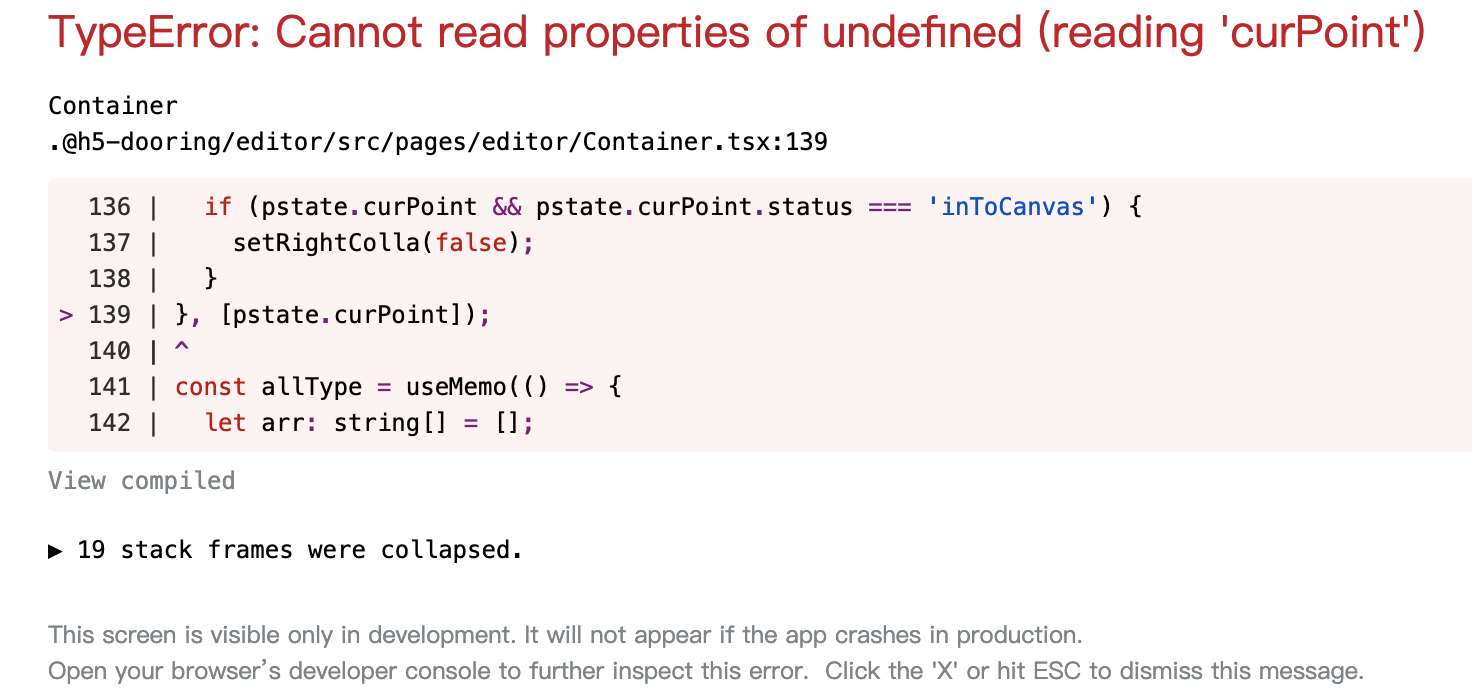 TypeError: Cannot read properties of undefined (reading 'curPoint')
Container
.@h5-dooring/editor/src/pages/editor/Container.tsx:139
136 |   if (pstate.curPoint && pstate.curPoint.status === 'inToCanvas') {
137 |     setRightColla(false);
138 |   }
> 139 | }, [pstate.curPoint]);
140 | ^
141 | const allType = useMemo(() => {
142 |   let arr: string[] = [];
View compiled
▶ 19 stack frames were collapsed.
This screen is visible only in development. It will not appear if the app crashes in production.
Open your browser’s developer console to further inspect this error.  Click the 'X' or hit ESC to dismiss this message.